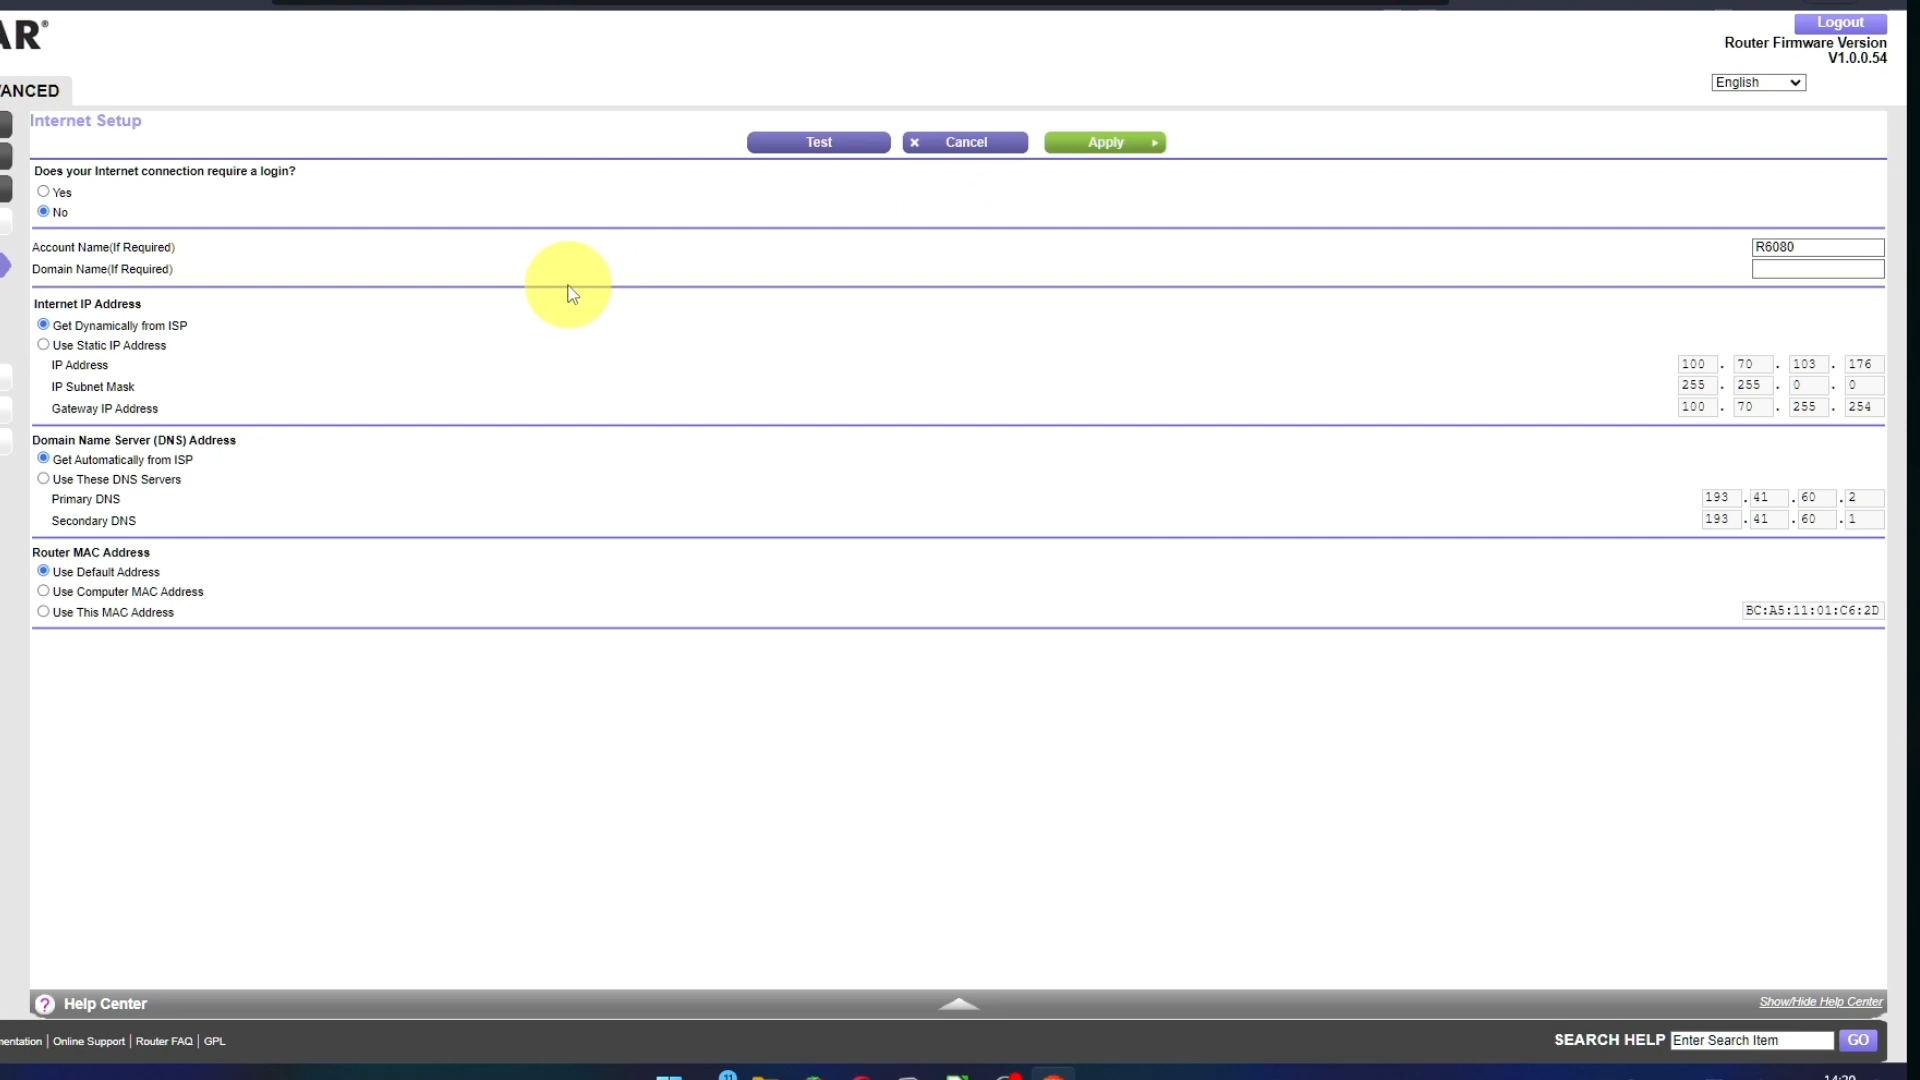 AR®
Logout
Router Firmware Version
V1.0.0.54
English
VANCED
Internet Setup
Test
Cancel
Apply
Does your Internet connection require a login?
Yes
No
Account Name(If Required) R6080
Domain Name(If Required)
Internet IP Address
Get Dynamically from ISP
Use Static IP Address
IP Address 100 . 70 . 103 . 176
IP Subnet Mask 255 . 255 . 0 . 0
Gateway IP Address 100 . 70 . 255 . 254
Domain Name Server (DNS) Address
Get Automatically from ISP
Use These DNS Servers
Primary DNS 193 . 41 . 60 . 2
Secondary DNS 193 . 41 . 60 . 1
Router MAC Address
Use Default Address
Use Computer MAC Address
Use This MAC Address BC:A5:11:01:C6:2D
? Help Center Show/Hide Help Center
mentation | Online Support | Router FAQ | GPL SEARCH HELP Enter Search Item GO
11